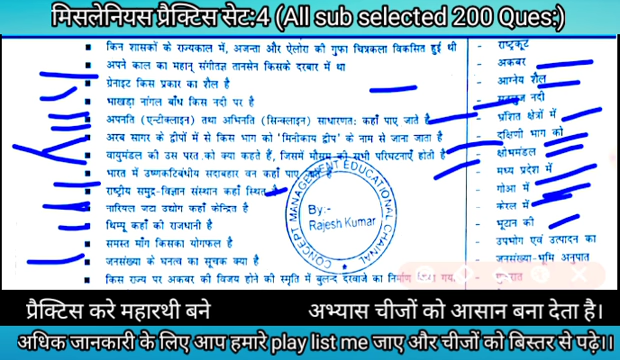 मिसलेनियस प्रैक्टिस सेट:4 (All sub selected 200 Ques:)
किन शासकों के राज्यकाल में, अजन्ता और ऐलोरा की गुफा चित्रकला विकसित हुई थी - राष्ट्रकूट
अपने काल का महान् संगीतज्ञ तानसेन किसके दरबार में था - अकबर
ग्रेनाइट किस प्रकार का शैल है - आग्नेय शैल
भाखड़ा नांगल बाँध किस नदी पर है - सतलुज नदी
अपनति (एन्टीक्लाइन) तथा अभिनति (सिन्क्लाइन) साधारणतः कहाँ पाए जाते है - भ्रंशित क्षेत्रों में
अरब सागर के द्वीपों में से किस भाग को 'मिनीकाय द्वीप' के नाम से जाना जाता है - दक्षिणी भाग को
वायुमंडल की उस परत को क्या कहते हैं, जिसमें मौसम की सभी परिघटनाएँ होती है - क्षोभमंडल
भारत में उष्णकटिबंधीय सदाबहार वन कहाँ पाए जाते हैं - मध्य प्रदेश में
राष्ट्रीय समुद्र-विज्ञान संस्थान कहाँ स्थित है - गोआ में
नारियल जटा उद्योग कहाँ केन्द्रित है - केरल में
थिम्पू कहाँ की राजधानी है - भूटान की
समस्त माँग किसका योगफल है - उपभोग एवं उत्पादन का
जनसंख्या के घनत्व का सूचक क्या है - जनसंख्या-भूमि अनुपात
किस राज्य पर अकबर की विजय होने की स्मृति में बुलन्द दरवाजे का निर्माण किया गया - गुजरात
CONCEPT MANAGEMENT EDUCATIONAL CHAINAL
By:-
Rajesh Kumar
प्रैक्टिस करे महारथी बने अभ्यास चीजों को आसान बना देता है।
अधिक जानकारी के लिए आप हमारे play list me जाए और चीजों को बिस्तर से पढ़े।।